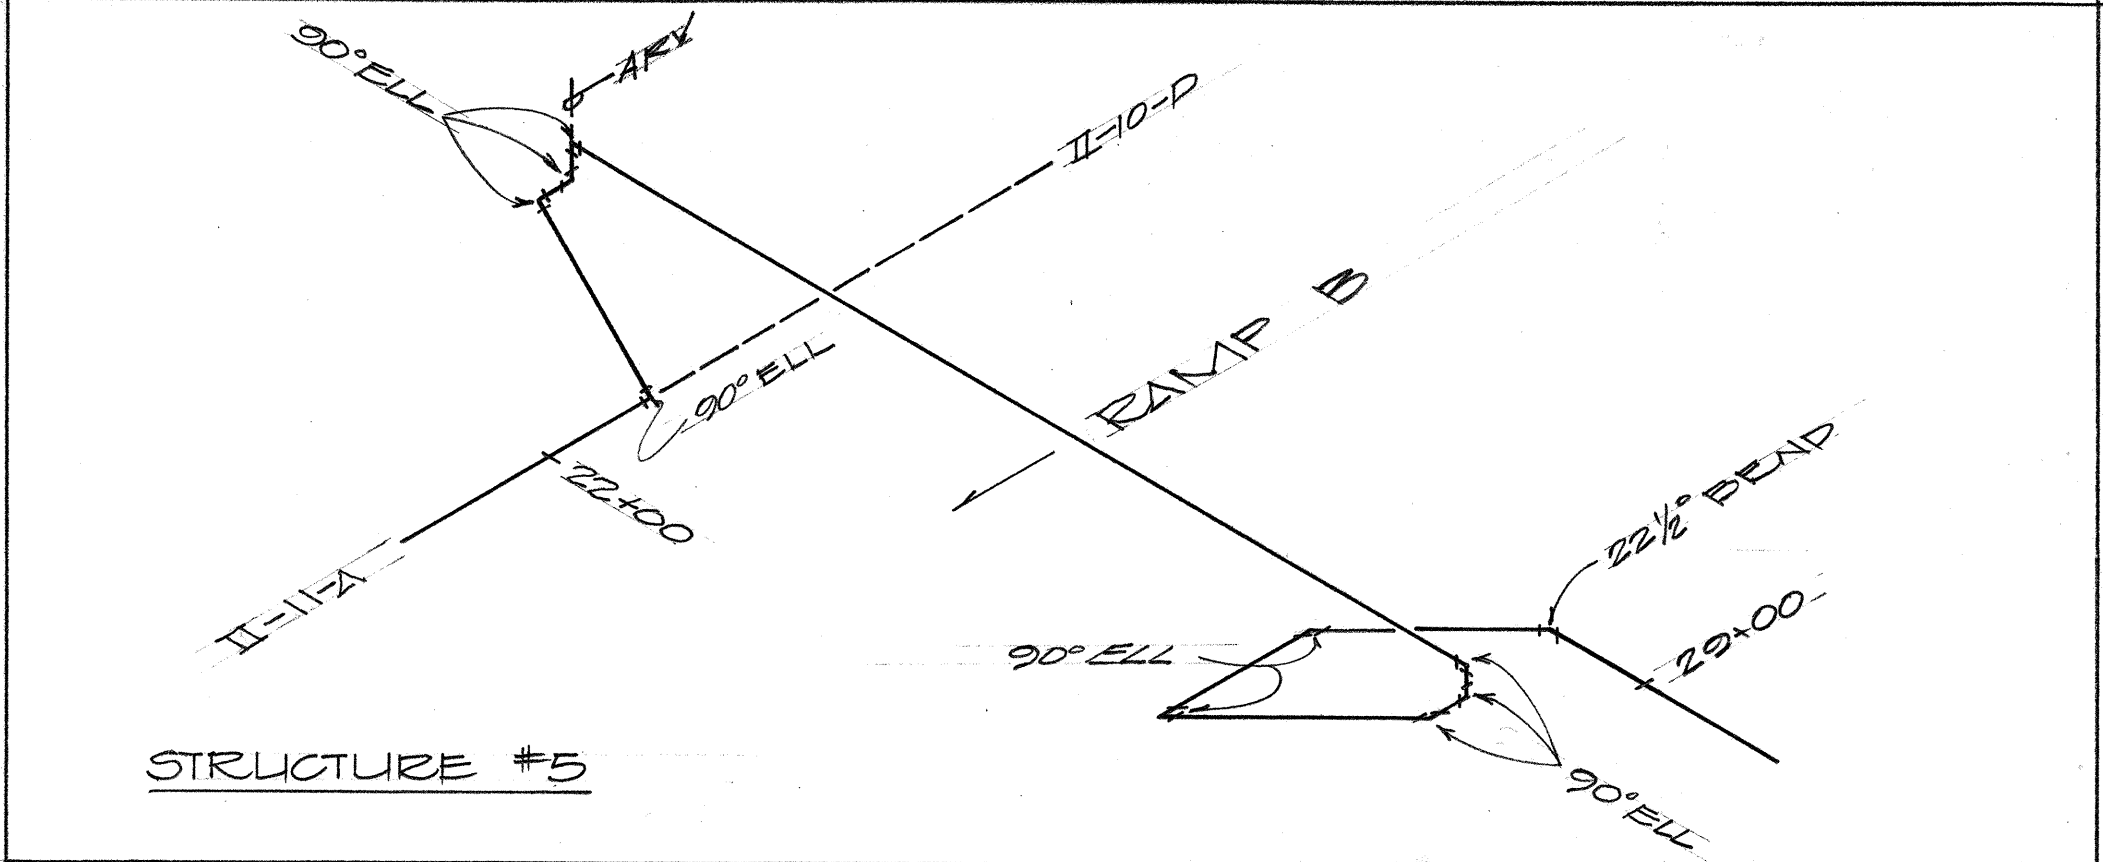 90° ELL
ARV
II-10-D
RAMP B
90° ELL
22+00
II-11-A
22½° BEND
29+00
90° ELL
90° ELL
STRUCTURE #5